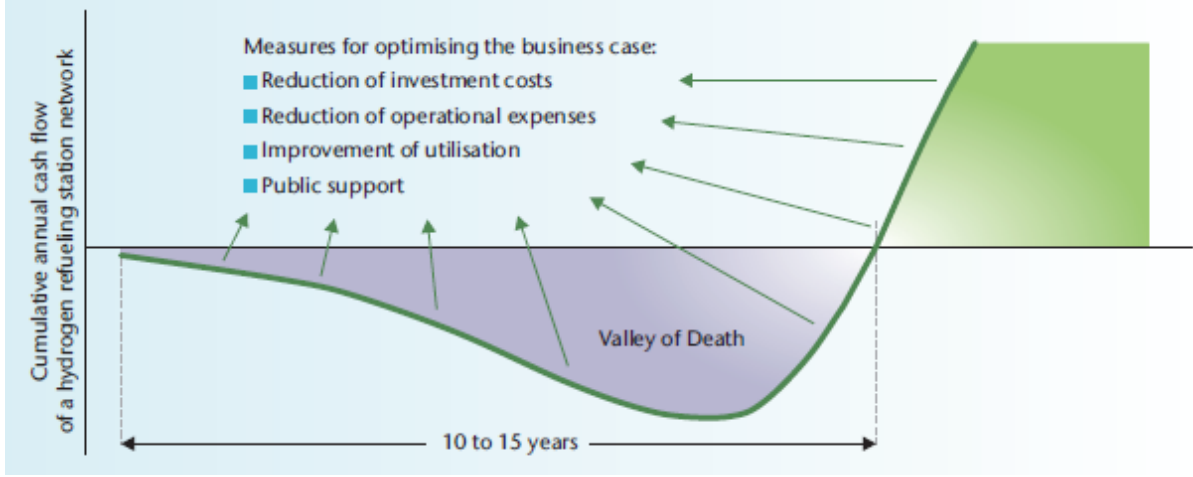 Cumulative annual cash flow
of a hydrogen refueling station network
Measures for optimising the business case:
Reduction of investment costs
Reduction of operational expenses
Improvement of utilisation
Public support
Valley of Death
10 to 15 years